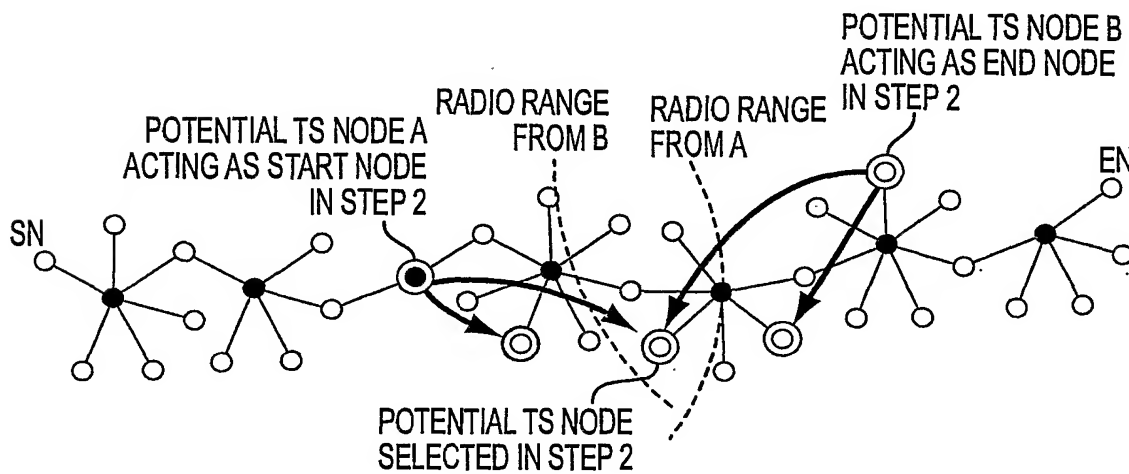 POTENTIAL TS NODE B
ACTING AS END NODE
IN STEP 2
RADIO RANGE
FROM B
RADIO RANGE
FROM A
POTENTIAL TS NODE A
ACTING AS START NODE
IN STEP 2
EN
SN
POTENTIAL TS NODE
SELECTED IN STEP 2